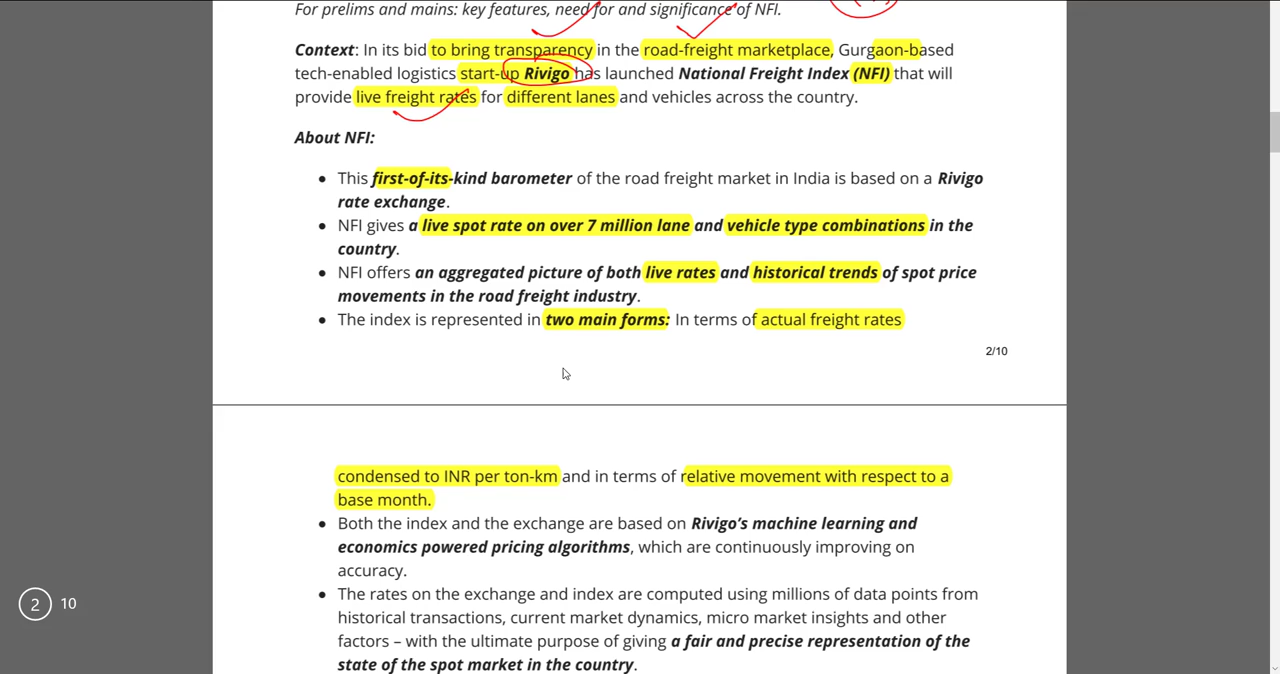 For prelims and mains: key features, need for and significance of NFI.
Context: In its bid to bring transparency in the road-freight marketplace, Gurgaon-based
tech-enabled logistics start-up Rivigo has launched National Freight Index (NFI) that will
provide live freight rates for different lanes and vehicles across the country.
About NFI:
• This first-of-its-kind barometer of the road freight market in India is based on a Rivigo
rate exchange.
• NFI gives a live spot rate on over 7 million lane and vehicle type combinations in the
country.
• NFI offers an aggregated picture of both live rates and historical trends of spot price
movements in the road freight industry.
• The index is represented in two main forms: In terms of actual freight rates
2/10
condensed to INR per ton-km and in terms of relative movement with respect to a
base month.
• Both the index and the exchange are based on Rivigo’s machine learning and
economics powered pricing algorithms, which are continuously improving on
accuracy.
2 10
• The rates on the exchange and index are computed using millions of data points from
historical transactions, current market dynamics, micro market insights and other
factors – with the ultimate purpose of giving a fair and precise representation of the
state of the spot market in the country.